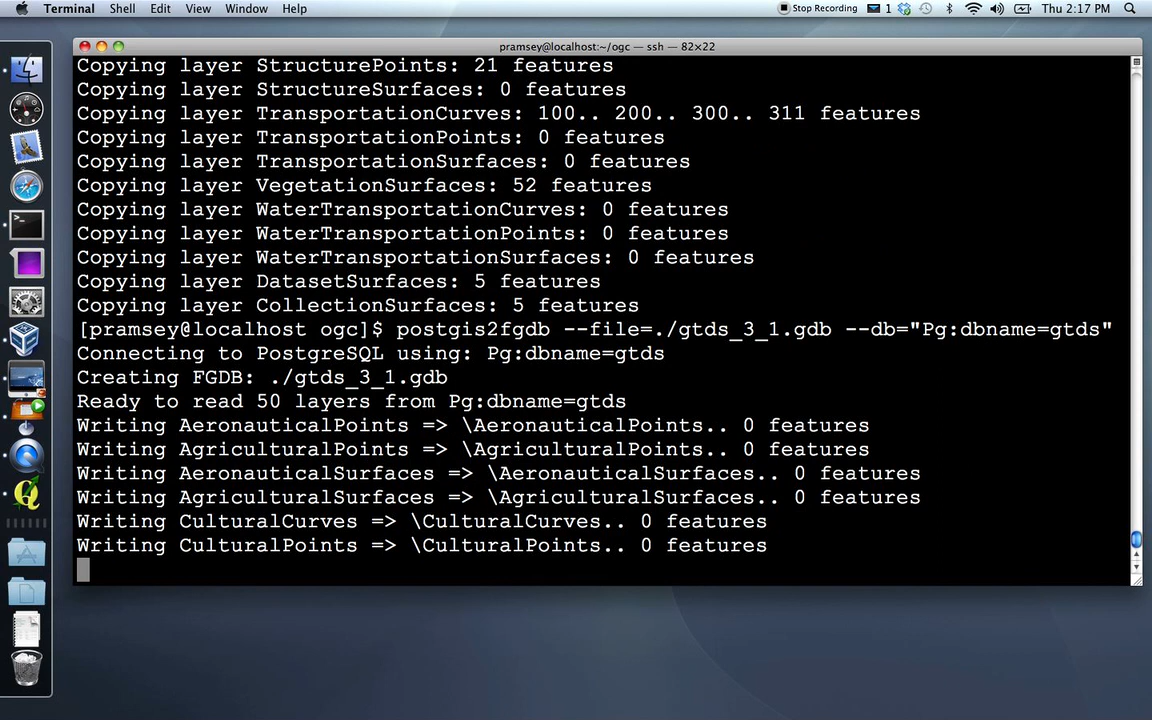 Terminal Shell Edit View Window Help Stop Recording 1 Thu 2:17 PM
pramsey@localhost:~/ogc — ssh — 82×22
Copying layer StructurePoints: 21 features
Copying layer StructureSurfaces: 0 features
Copying layer TransportationCurves: 100.. 200.. 300.. 311 features
Copying layer TransportationPoints: 0 features
Copying layer TransportationSurfaces: 0 features
Copying layer VegetationSurfaces: 52 features
Copying layer WaterTransportationCurves: 0 features
Copying layer WaterTransportationPoints: 0 features
Copying layer WaterTransportationSurfaces: 0 features
Copying layer DatasetSurfaces: 5 features
Copying layer CollectionSurfaces: 5 features
[pramsey@localhost ogc]$ postgis2fgdb --file=./gtds_3_1.gdb --db="Pg:dbname=gtds"
Connecting to PostgreSQL using: Pg:dbname=gtds
Creating FGDB: ./gtds_3_1.gdb
Ready to read 50 layers from Pg:dbname=gtds
Writing AeronauticalPoints => \AeronauticalPoints.. 0 features
Writing AgriculturalPoints => \AgriculturalPoints.. 0 features
Writing AeronauticalSurfaces => \AeronauticalSurfaces.. 0 features
Writing AgriculturalSurfaces => \AgriculturalSurfaces.. 0 features
Writing CulturalCurves => \CulturalCurves.. 0 features
Writing CulturalPoints => \CulturalPoints.. 0 features